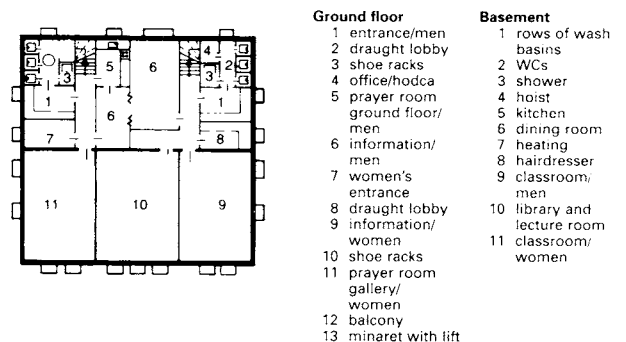 Ground floor
1 entrance/men
2 draught lobby
3 shoe racks
4 office/hodca
5 prayer room
ground floor/
men
6 information/
men
7 women's
entrance
8 draught lobby
9 information/
women
10 shoe racks
11 prayer room
gallery/
women
12 balcony
13 minaret with lift
Basement
1 rows of wash
basins
2 WCs
3 shower
4 hoist
5 kitchen
6 dining room
7 heating
8 hairdresser
9 classroom/
men
10 library and
lecture room
11 classroom/
women
2
3
5
6
4
3
2
1
6
1
7
8
11
10
9